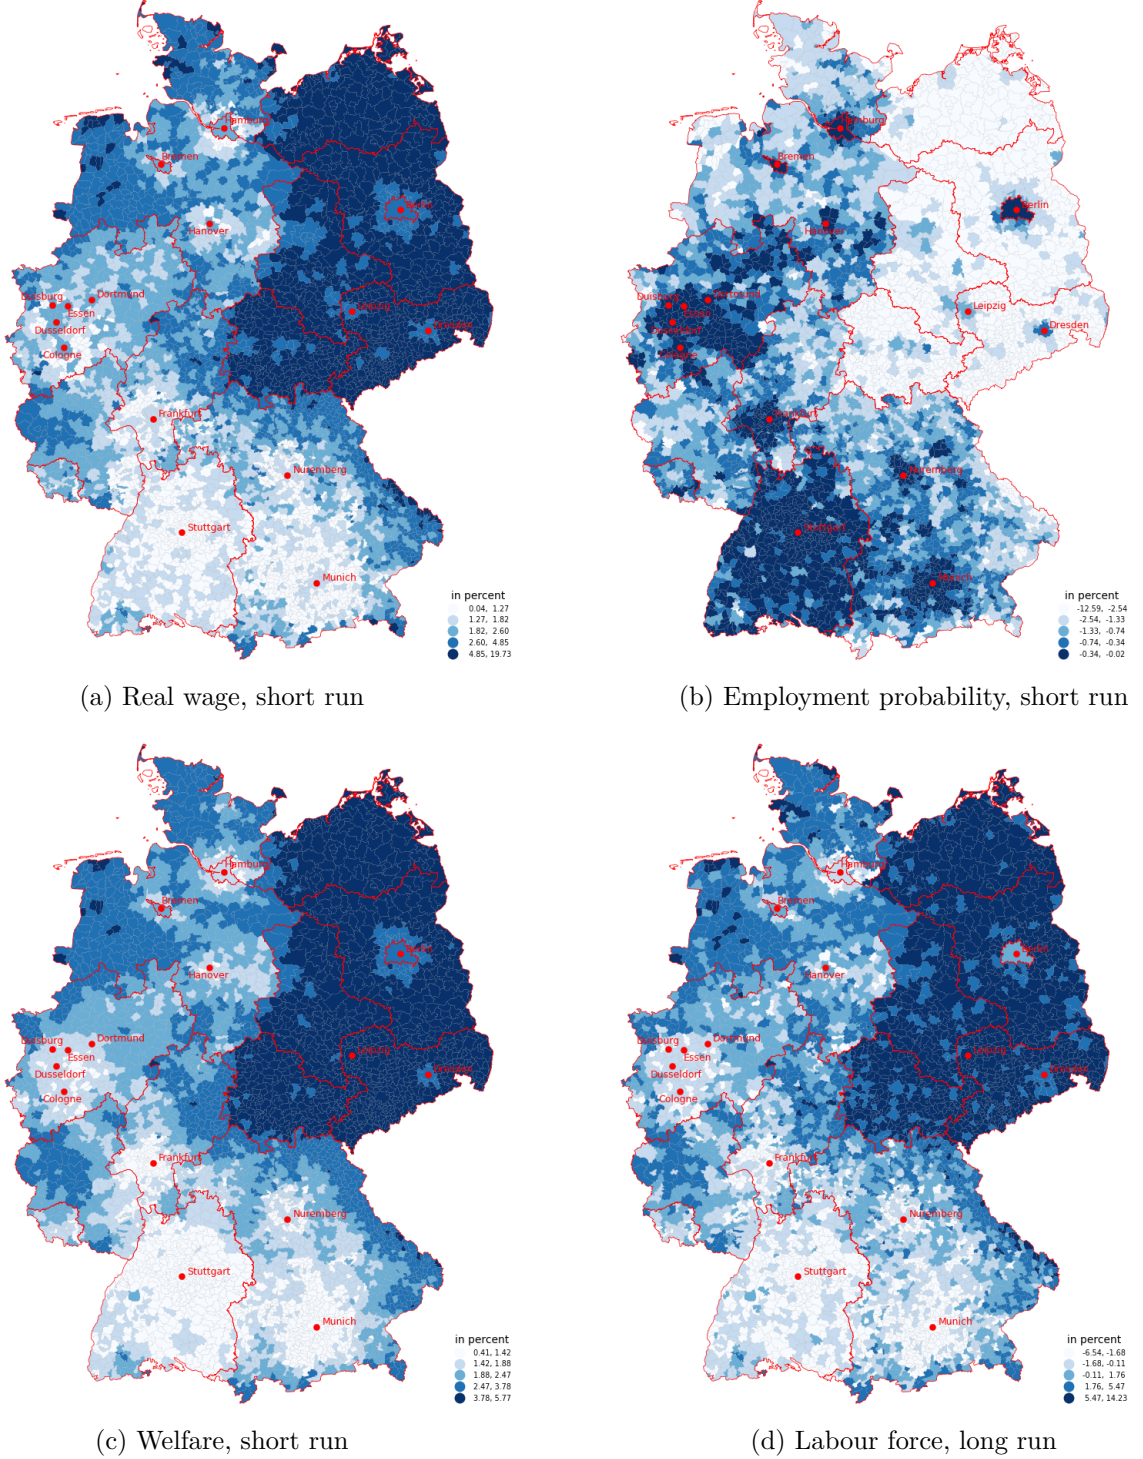 Hamburg
Bremen
Berlin
Hanover
Duisburg
Dortmund
Essen
Dusseldorf
Cologne
Leipzig
Dresden
Frankfurt
Nuremberg
Stuttgart
Munich
in percent
0.04, 1.27
1.27, 1.82
1.82, 2.60
2.60, 4.85
4.85, 19.73
(a) Real wage, short run
Hamburg
Bremen
Berlin
Hanover
Duisburg
Dortmund
Essen
Dusseldorf
Cologne
Leipzig
Dresden
Frankfurt
Nuremberg
Stuttgart
Munich
in percent
-12.59, -2.54
-2.54, -1.33
-1.33, -0.74
-0.74, -0.34
-0.34, -0.02
(b) Employment probability, short run
Hamburg
Bremen
Berlin
Hanover
Duisburg
Dortmund
Essen
Dusseldorf
Cologne
Leipzig
Dresden
Frankfurt
Nuremberg
Stuttgart
Munich
in percent
0.41, 1.42
1.42, 1.88
1.88, 2.47
2.47, 3.78
3.78, 5.77
(c) Welfare, short run
Hamburg
Bremen
Berlin
Hanover
Duisburg
Dortmund
Essen
Dusseldorf
Cologne
Leipzig
Dresden
Frankfurt
Nuremberg
Stuttgart
Munich
in percent
-6.54, -1.68
-1.68, -0.11
-0.11, 1.76
1.76, 5.47
5.47, 14.23
(d) Labour force, long run